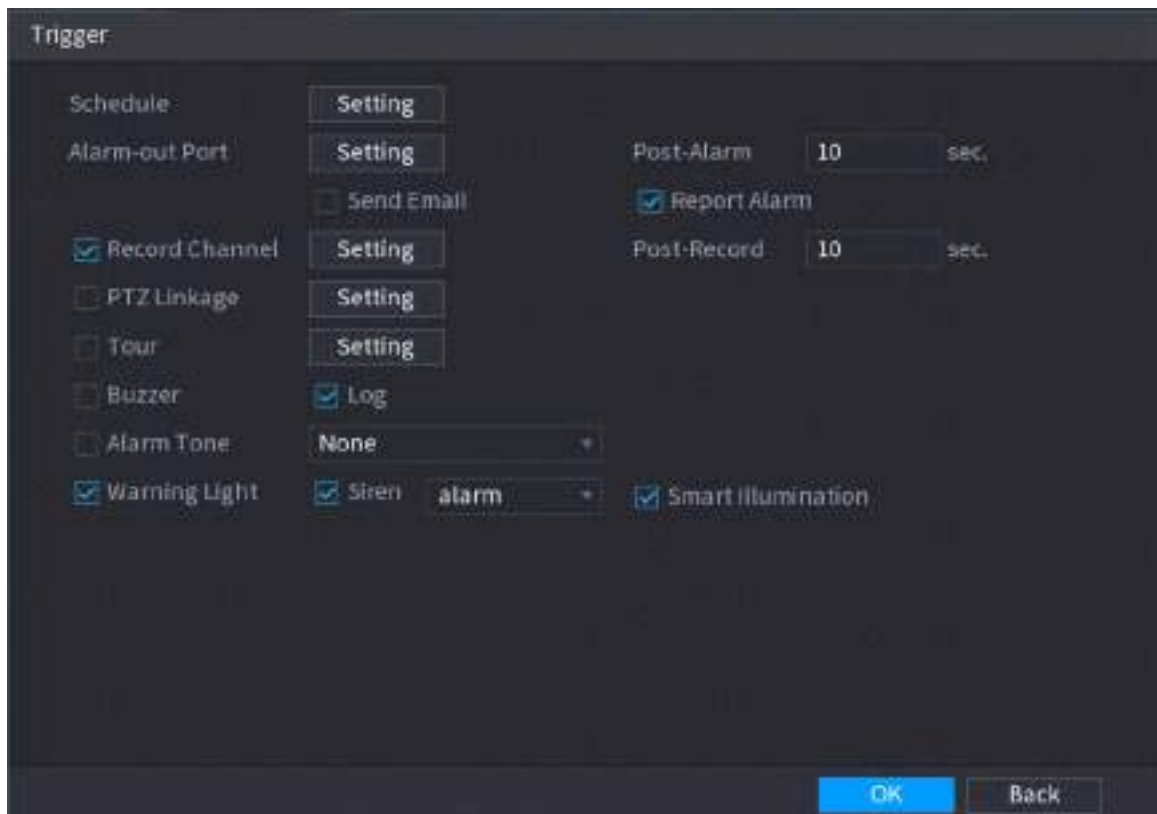 Trigger
Schedule Setting
Alarm-out Port Setting Post-Alarm 10 sec.
Send Email Report Alarm
Record Channel Setting Post-Record 10 sec.
PTZ Linkage Setting
Tour Setting
Buzzer Log
Alarm Tone None
Warning Light Siren alarm Smart Illumination
OK Back